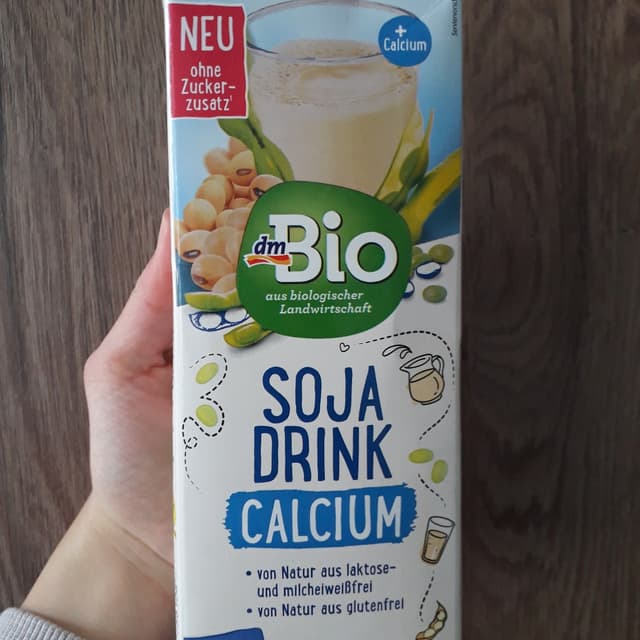 NEU
ohne
Zucker-
zusatz¹
+
Calcium
dm
Bio
aus biologischer
Landwirtschaft
SOJA
DRINK
CALCIUM
• von Natur aus laktose-
und milcheiweißfrei
• von Natur aus glutenfrei